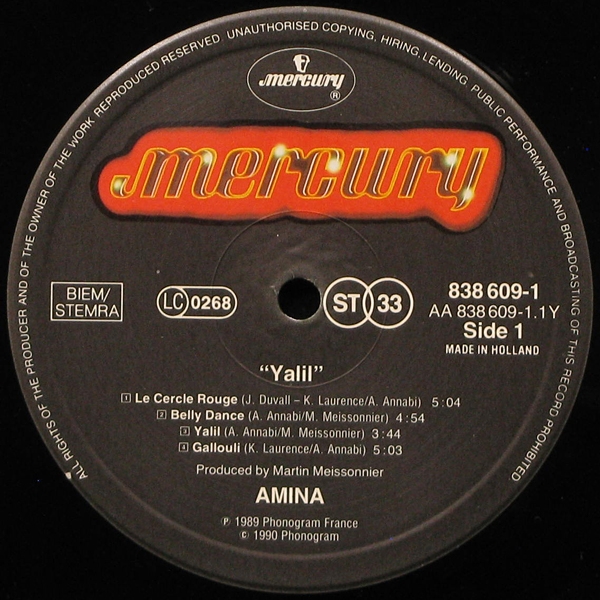 ALL RIGHTS OF THE PRODUCER AND OF THE OWNER OF THE WORK REPRODUCED RESERVED. UNAUTHORISED COPYING, HIRING, LENDING, PUBLIC PERFORMANCE AND BROADCASTING OF THIS RECORD PROHIBITED
mercury ®
mercury
BIEM/
STEMRA
LC 0268
ST 33
838 609-1
AA 838 609-1.1Y
Side 1
MADE IN HOLLAND
“Yalil”
1 Le Cercle Rouge (J. Duvall – K. Laurence/A. Annabi) 5:04
2 Belly Dance (A. Annabi/M. Meissonnier) 4:54
3 Yalil (A. Annabi/M. Meissonnier) 3:44
4 Gallouli (K. Laurence/A. Annabi) 5:03
Produced by Martin Meissonnier
AMINA
℗ 1989 Phonogram France
© 1990 Phonogram